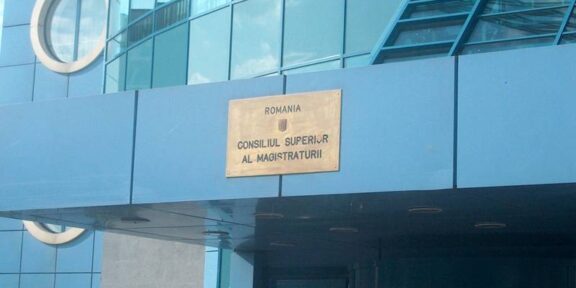 ROMANIA
CONSILIUL SUPERIOR
AL MAGISTRATURII